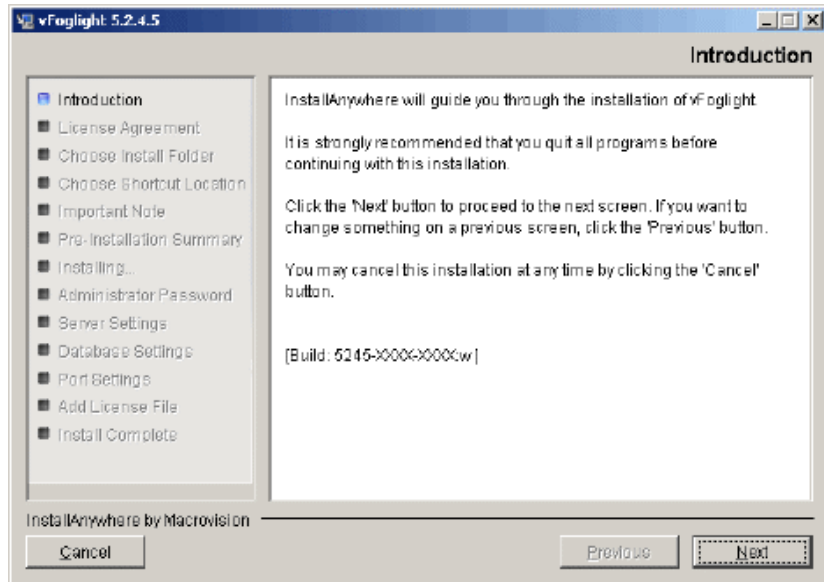 vFoglight 5.2.4.5
Introduction
Introduction
License Agreement
Choose Install Folder
Choose Shortcut Location
Important Note
Pre-Installation Summary
Installing...
Administrator Password
Server Settings
Database Settings
Port Settings
Add License File
Install Complete
InstallAnywhere will guide you through the installation of vFoglight.
It is strongly recommended that you quit all programs before
continuing with this installation.
Click the 'Next' button to proceed to the next screen. If you want to
change something on a previous screen, click the 'Previous' button.
You may cancel this installation at any time by clicking the 'Cancel'
button.
[Build: 5245-XXXX-XXXX:w]
InstallAnywhere by Macrovision
Cancel
Previous
Next